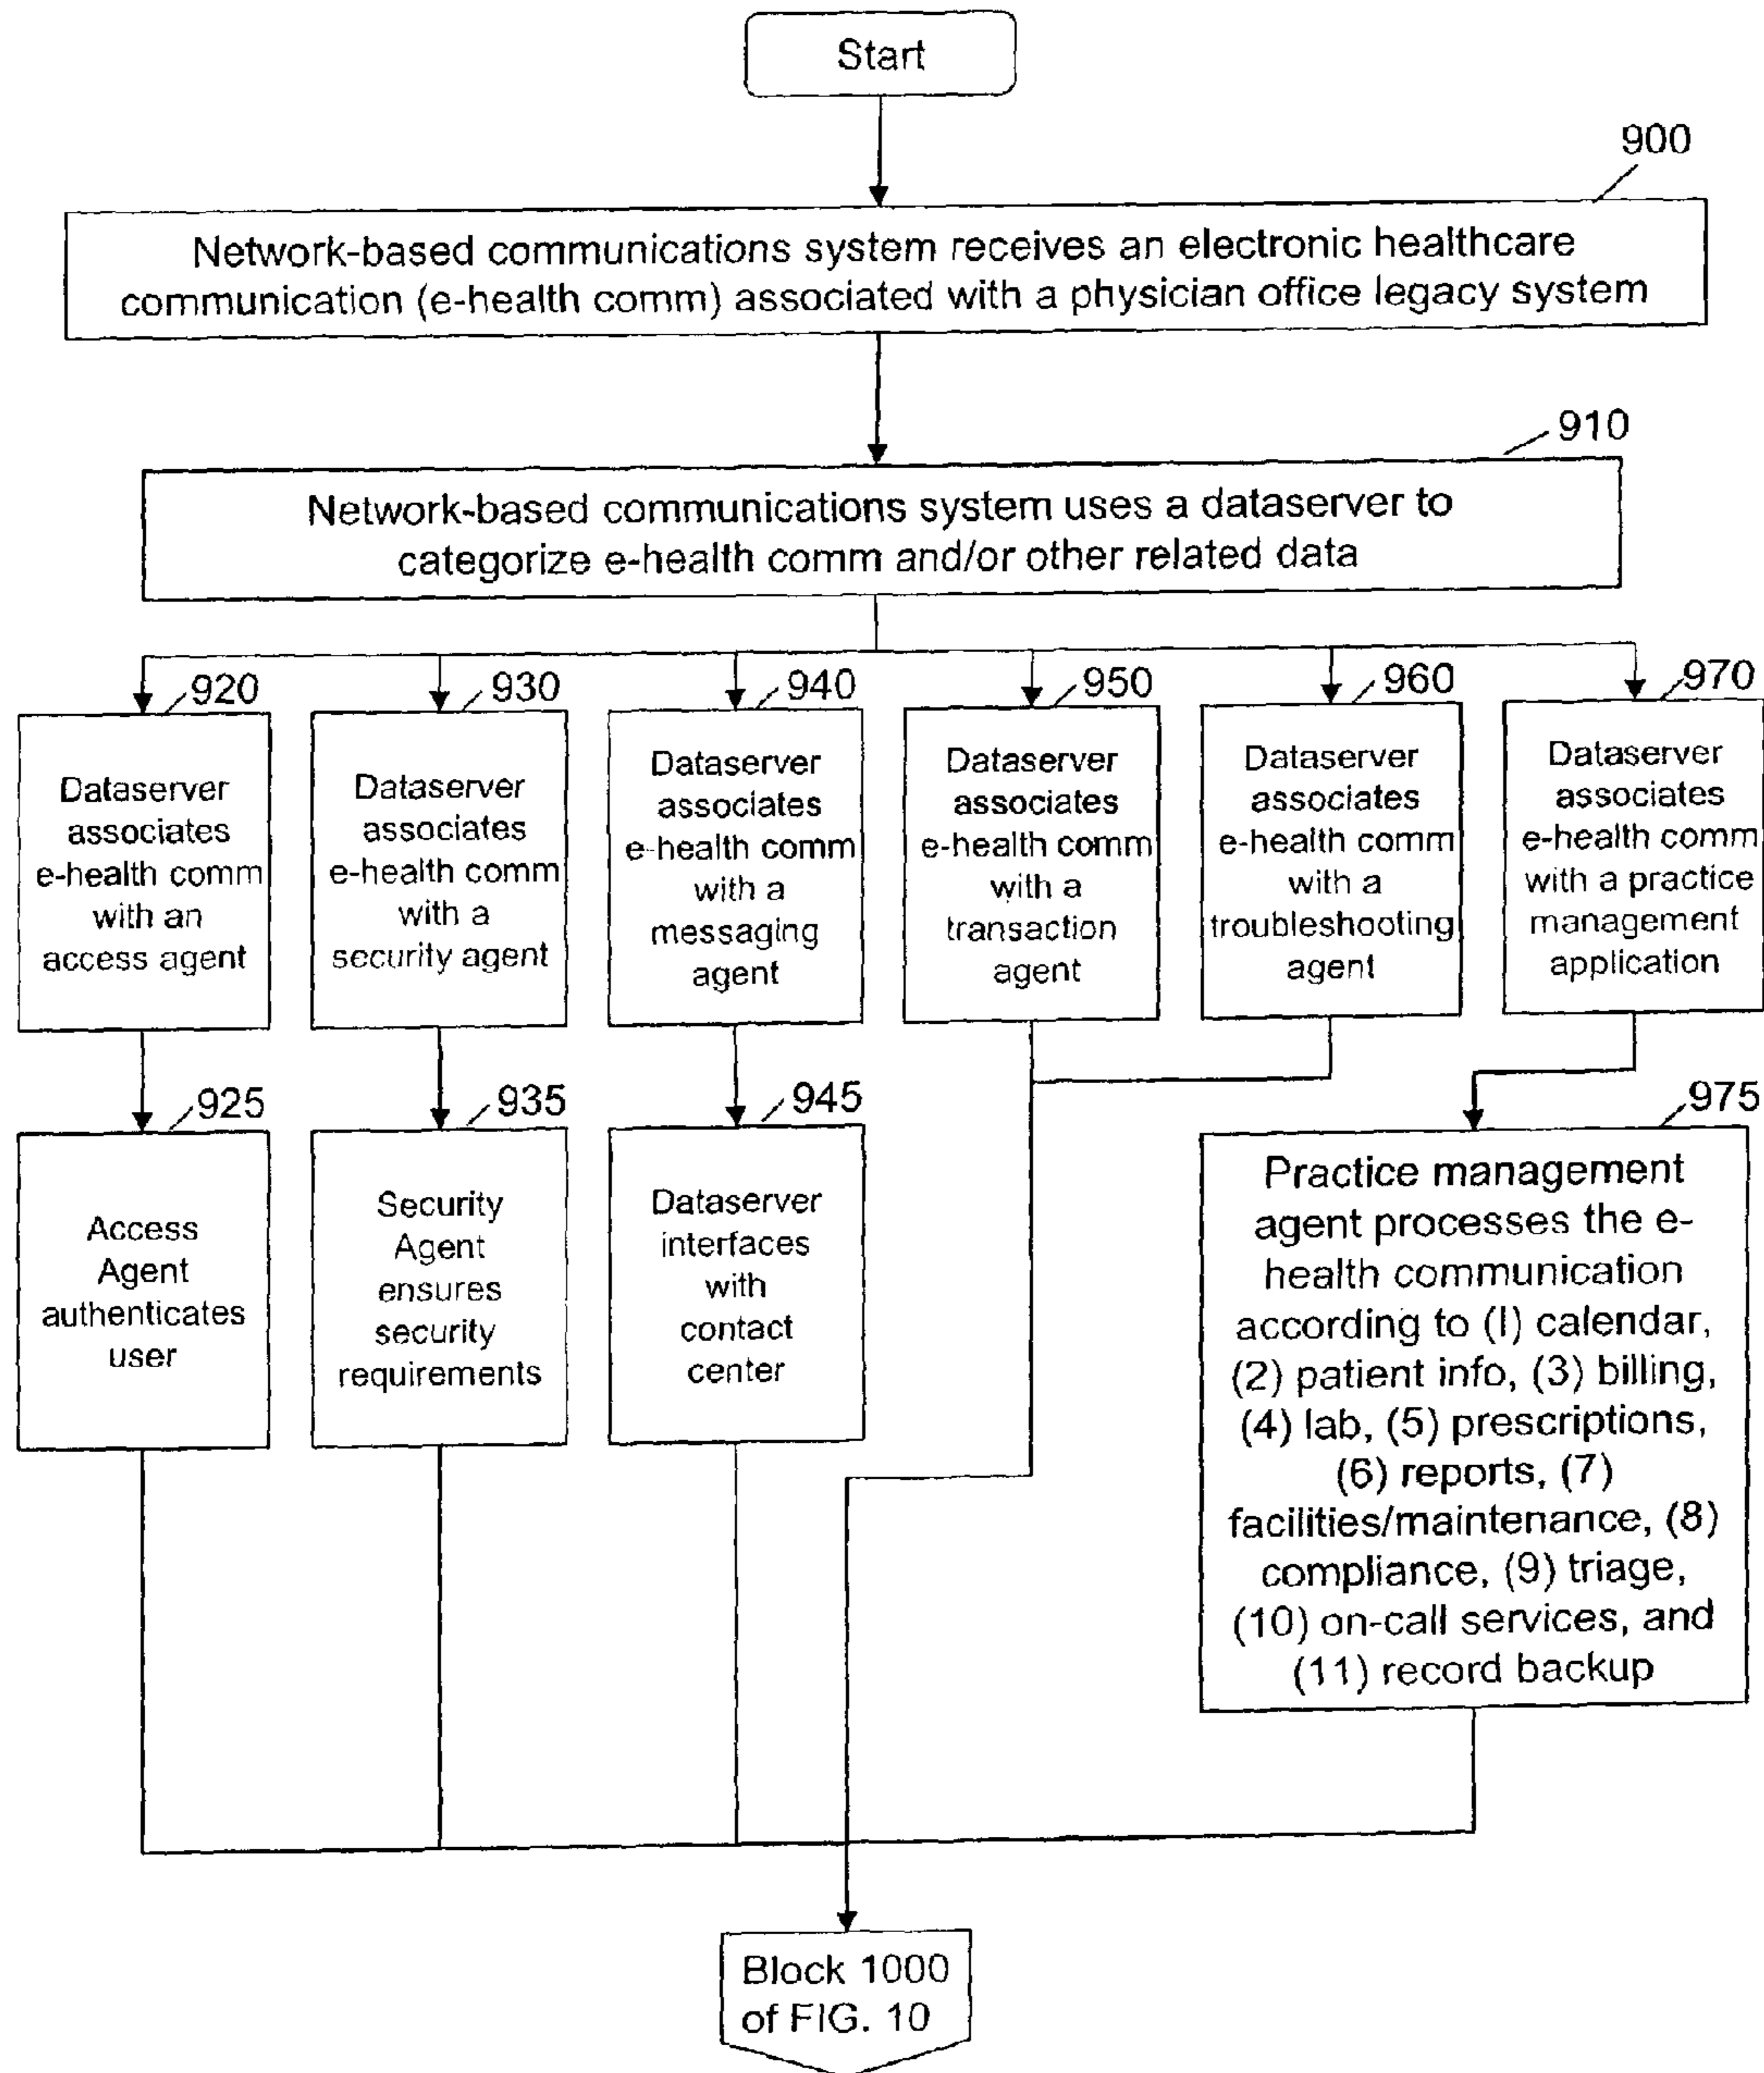 Start
900
Network-based communications system receives an electronic healthcare
communication (e-health comm) associated with a physician office legacy system
910
Network-based communications system uses a dataserver to
categorize e-health comm and/or other related data
920
Dataserver
associates
e-health comm
with an
access agent
930
Dataserver
associates
e-health comm
with a
security agent
940
Dataserver
associates
e-health comm
with a
messaging
agent
950
Dataserver
associates
e-health comm
with a
transaction
agent
960
Dataserver
associates
e-health comm
with a
troubleshooting
agent
970
Dataserver
associates
e-health comm
with a practice
management
application
925
Access
Agent
authenticates
user
935
Security
Agent
ensures
security
requirements
945
Dataserver
interfaces
with
contact
center
975
Practice management
agent processes the e-
health communication
according to (I) calendar,
(2) patient info, (3) billing,
(4) lab, (5) prescriptions,
(6) reports, (7)
facilities/maintenance, (8)
compliance, (9) triage,
(10) on-call services, and
(11) record backup
Block 1000
of FIG. 10